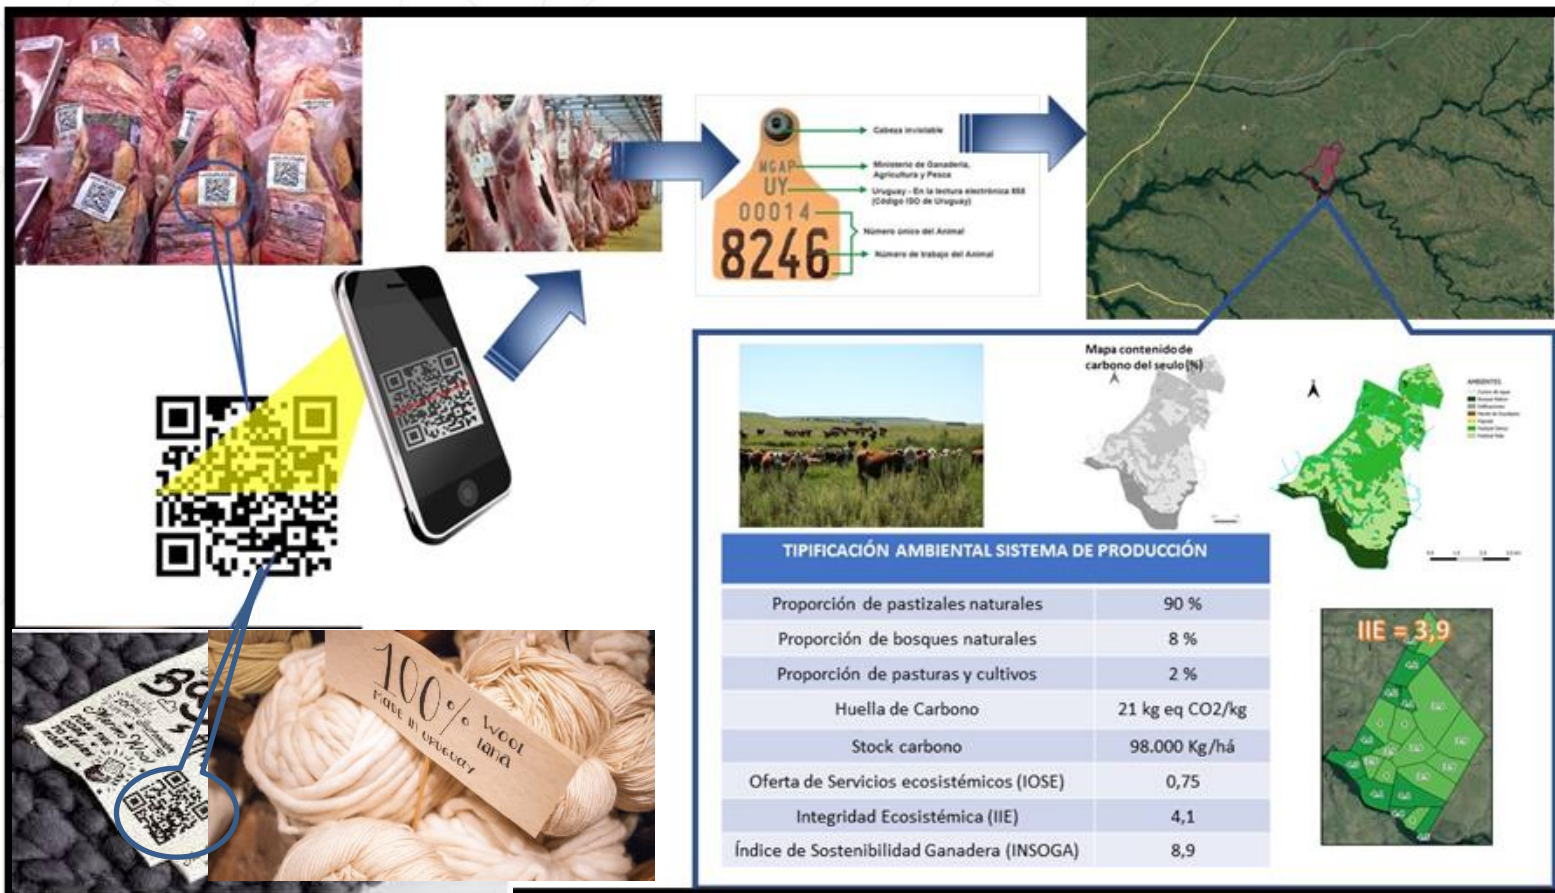 Cabeza inviolable
MGAP
Ministerio de Ganadería,
Agricultura y Pesca
UY
Uruguay - En la lectura electrónica 858
(Código ISO de Uruguay)
00014
Número único del Animal
8246
Número de trabajo del Animal
Mapa contenido de
carbono del seulo(%)
AMBIENTES
TIPIFICACIÓN AMBIENTAL SISTEMA DE PRODUCCIÓN
Proporción de pastizales naturales 90 %
Proporción de bosques naturales 8 %
Proporción de pasturas y cultivos 2 %
Huella de Carbono 21 kg eq CO2/kg
Stock carbono 98.000 Kg/há
Oferta de Servicios ecosistémicos (IOSE) 0,75
Integridad Ecosistémica (IIE) 4,1
Índice de Sostenibilidad Ganadera (INSOGA) 8,9
IIE = 3,9
100% wool
lana
MADE IN URUGUAY